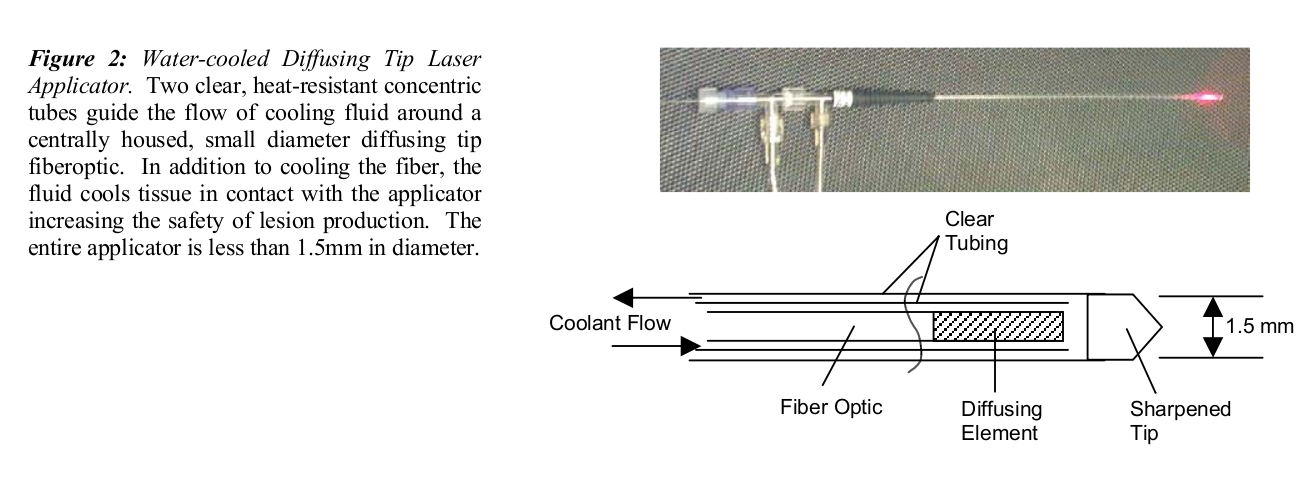 Figure 2: Water-cooled Diffusing Tip Laser
Applicator. Two clear, heat-resistant concentric
tubes guide the flow of cooling fluid around a
centrally housed, small diameter diffusing tip
fiberoptic. In addition to cooling the fiber, the
fluid cools tissue in contact with the applicator
increasing the safety of lesion production. The
entire applicator is less than 1.5mm in diameter.
Clear
Tubing
Coolant Flow
1.5 mm
Fiber Optic
Diffusing
Element
Sharpened
Tip